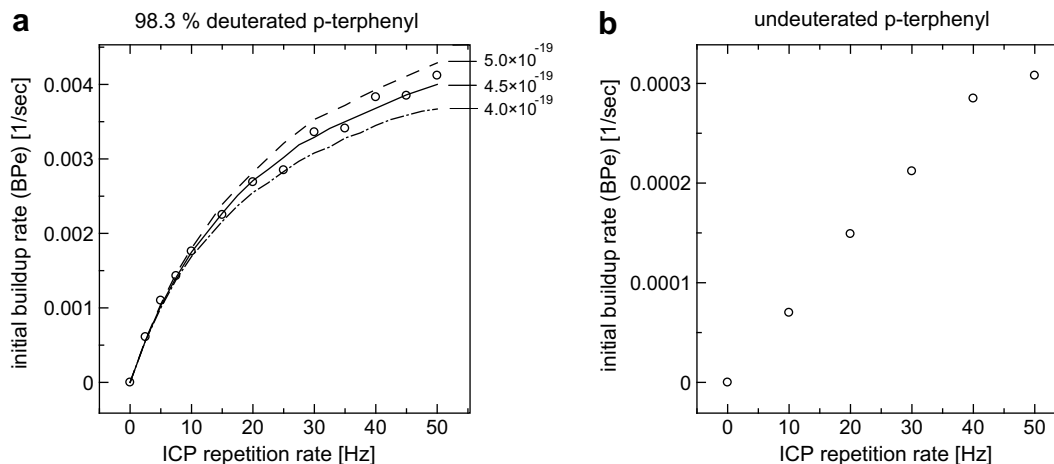 a
98.3 % deuterated p-terphenyl
initial buildup rate (BPe) [1/sec]
0.004
0.003
0.002
0.001
0
5.0×10⁻¹⁹
4.5×10⁻¹⁹
4.0×10⁻¹⁹
0 10 20 30 40 50
ICP repetition rate [Hz]
b
undeuterated p-terphenyl
initial buildup rate (BPe) [1/sec]
0.0003
0.0002
0.0001
0
0 10 20 30 40 50
ICP repetition rate [Hz]